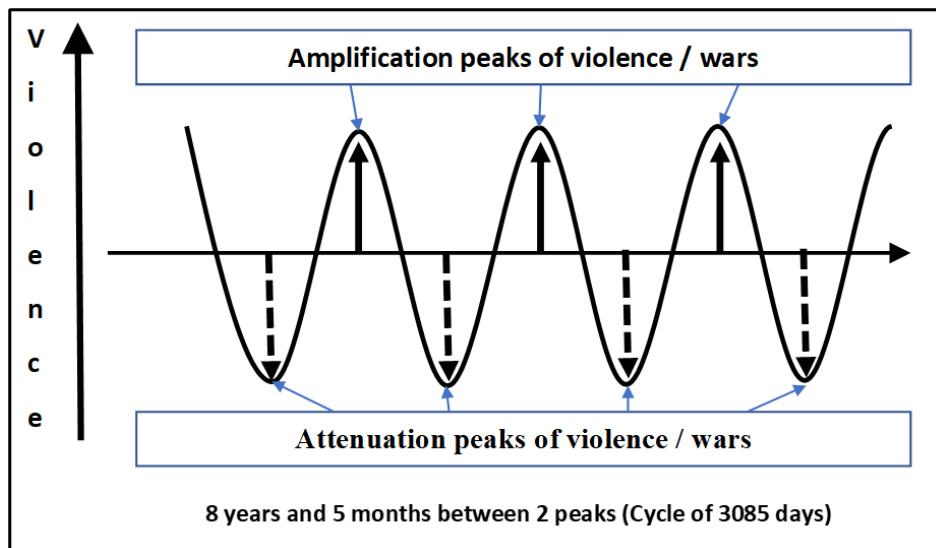 Violence
Amplification peaks of violence / wars
Attenuation peaks of violence / wars
8 years and 5 months between 2 peaks (Cycle of 3085 days)